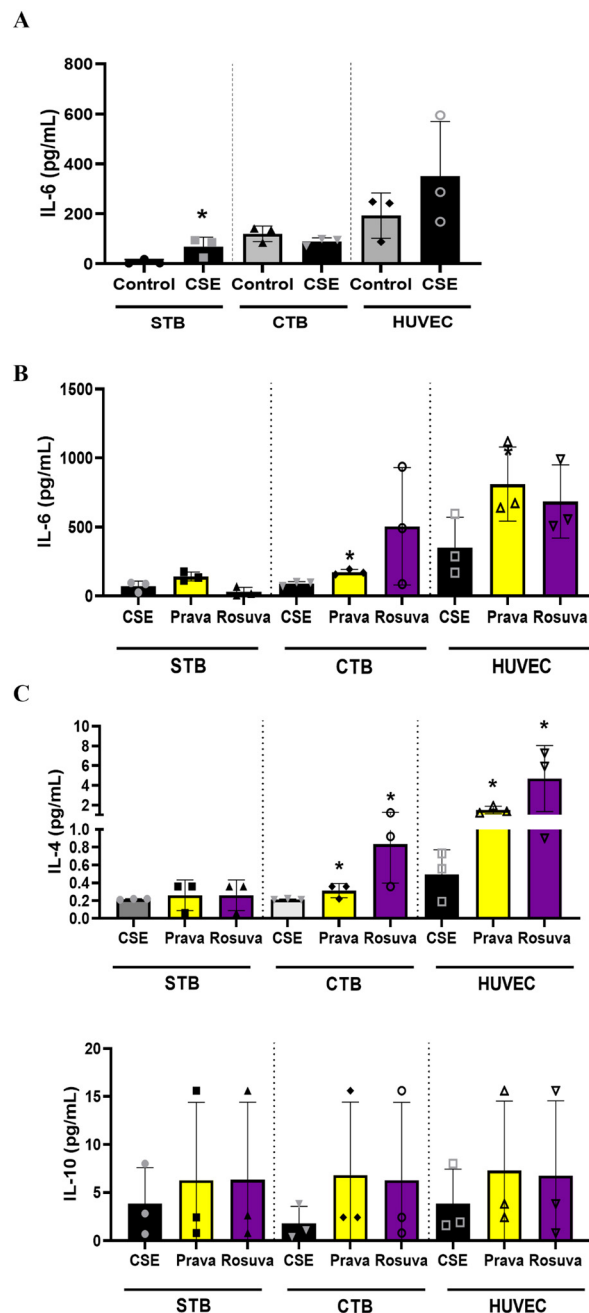 A
IL-6 (pg/mL)
800
600
400
200
0
*
Control CSE Control CSE Control CSE
STB CTB HUVEC
B
IL-6 (pg/mL)
1500
1000
500
0
* *
CSE Prava Rosuva CSE Prava Rosuva CSE Prava Rosuva
STB CTB HUVEC
C
IL-4 (pg/mL)
10
8
6
4
2
1.0
0.8
0.6
0.4
0.2
0.0
* * * *
CSE Prava Rosuva CSE Prava Rosuva CSE Prava Rosuva
STB CTB HUVEC
IL-10 (pg/mL)
20
15
10
5
0
CSE Prava Rosuva CSE Prava Rosuva CSE Prava Rosuva
STB CTB HUVEC